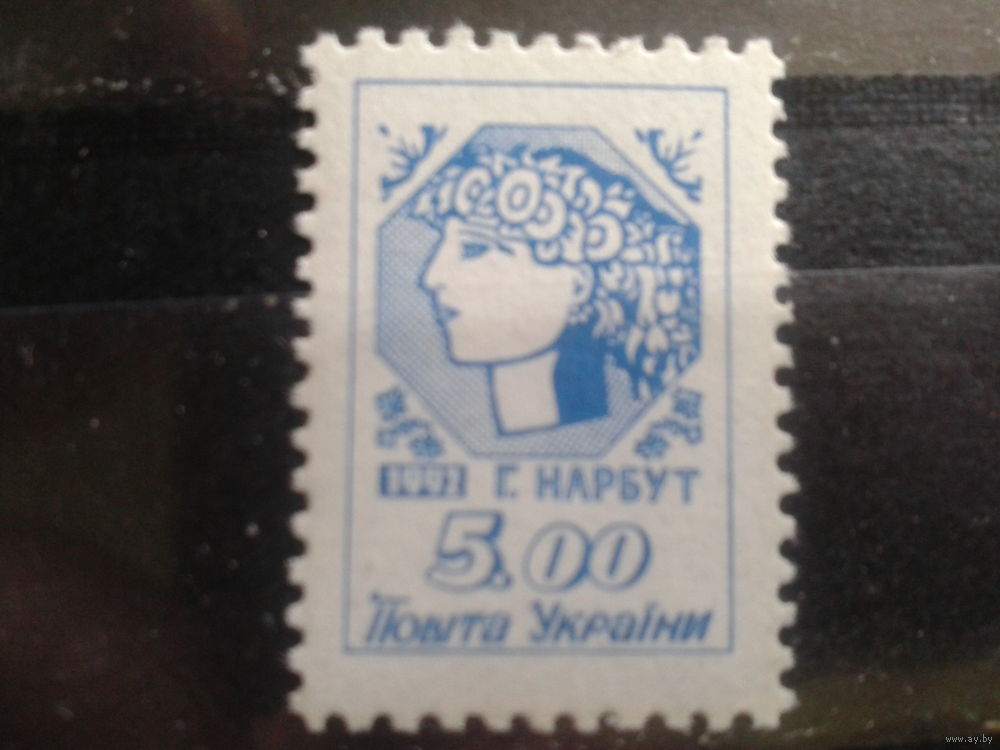 1992 Г. НАРБУТ
5.00
Пошта України
www.ay.by